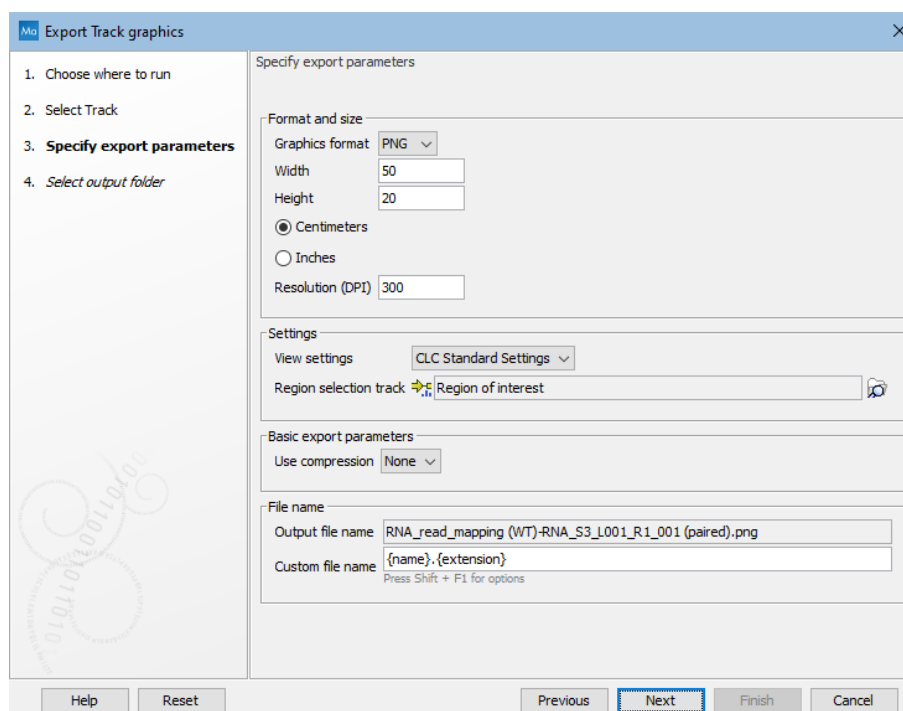 Mo Export Track graphics
1. Choose where to run
2. Select Track
3. Specify export parameters
4. Select output folder
Specify export parameters
Format and size
Graphics format PNG
Width 50
Height 20
Centimeters
Inches
Resolution (DPI) 300
Settings
View settings CLC Standard Settings
Region selection track Region of interest
Basic export parameters
Use compression None
File name
Output file name RNA_read_mapping (WT)-RNA_S3_L001_R1_001 (paired).png
Custom file name {name}.{extension}
Press Shift + F1 for options
Help Reset Previous Next Finish Cancel